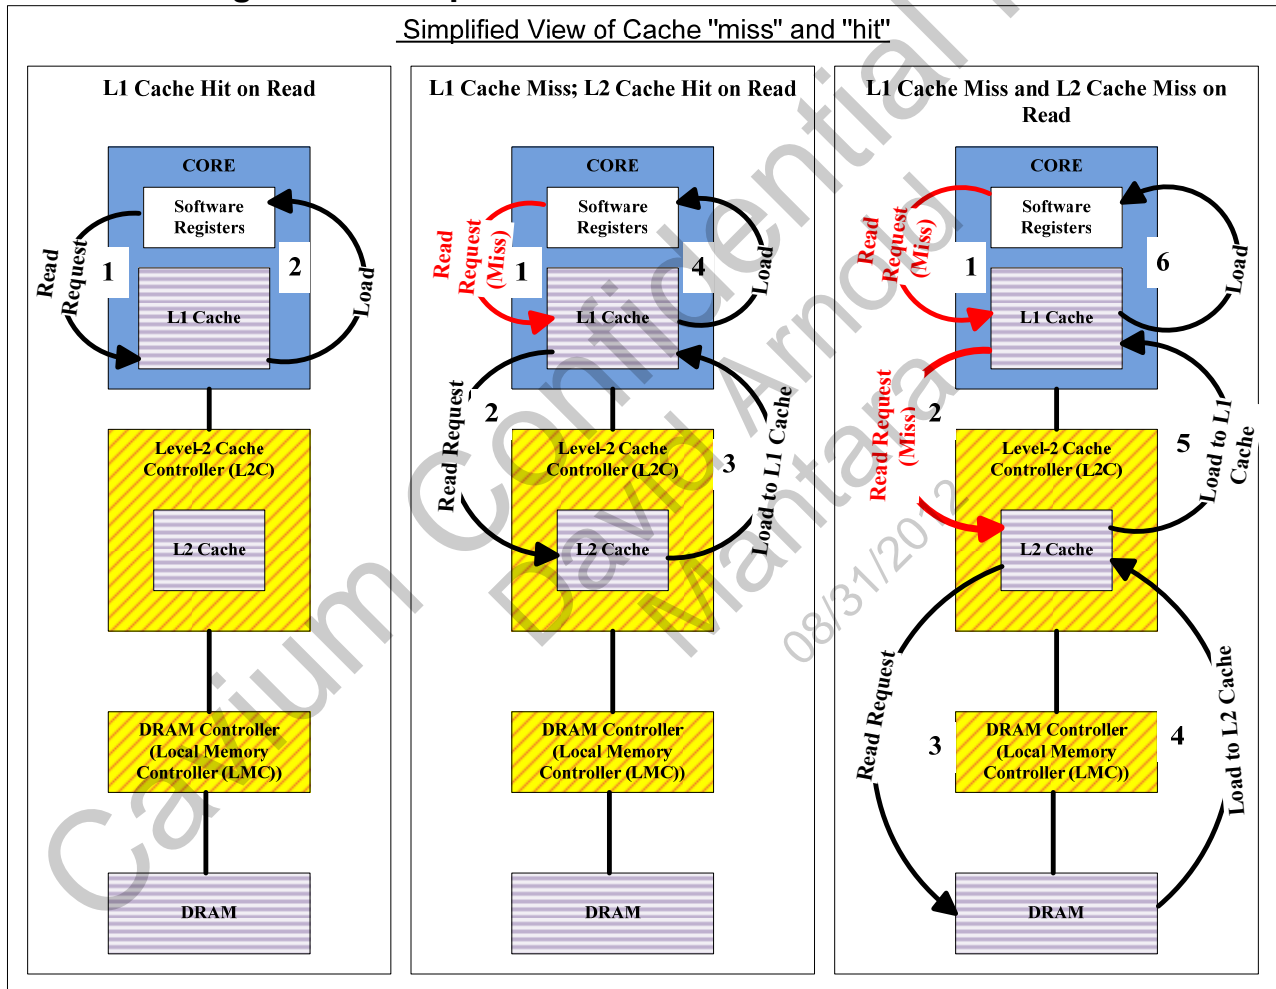 Simplified View of Cache "miss" and "hit"
L1 Cache Hit on Read
CORE
Software
Registers
Read
Request
1
2
Load
L1 Cache
Level-2 Cache
Controller (L2C)
L2 Cache
DRAM Controller
(Local Memory
Controller (LMC))
DRAM
L1 Cache Miss; L2 Cache Hit on Read
CORE
Software
Registers
Read
Request
(Miss)
1
4
Load
L1 Cache
Read Request
2
3
Load to L1 Cache
Level-2 Cache
Controller (L2C)
L2 Cache
DRAM Controller
(Local Memory
Controller (LMC))
DRAM
L1 Cache Miss and L2 Cache Miss on
Read
CORE
Software
Registers
Read
Request
(Miss)
1
6
Load
L1 Cache
Read Request
(Miss)
2
5
Load to L1
Cache
Level-2 Cache
Controller (L2C)
L2 Cache
Read Request
3
4
Load to L2 Cache
DRAM Controller
(Local Memory
Controller (LMC))
DRAM
Cavium Confidential
David Arnold
Mantara
08/31/2012